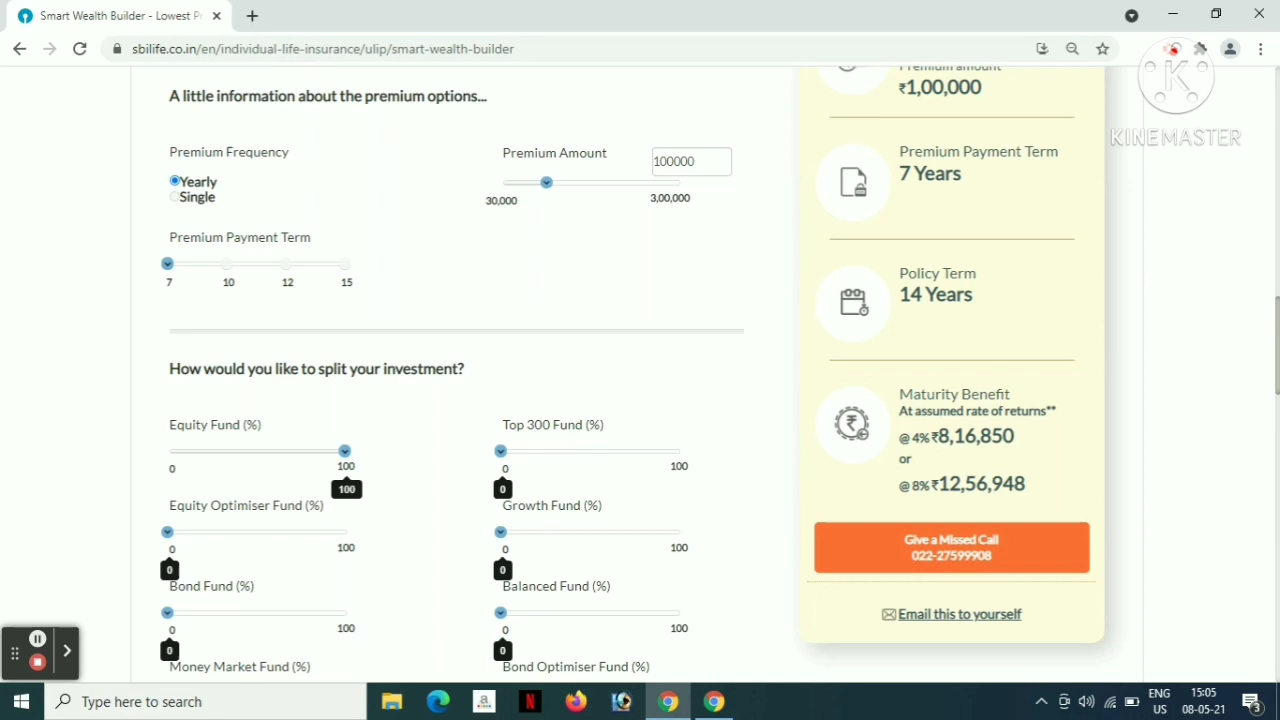 Smart Wealth Builder - Lowest Pr
sbilife.co.in/en/individual-life-insurance/ulip/smart-wealth-builder
KINEMASTER
A little information about the premium options...
Premium Frequency
Yearly
Single
Premium Amount
100000
30,000
3,00,000
Premium Payment Term
7
10
12
15
How would you like to split your investment?
Equity Fund (%)
0
100
100
Top 300 Fund (%)
0
100
0
Equity Optimiser Fund (%)
0
100
0
Growth Fund (%)
0
100
0
Bond Fund (%)
0
100
0
Balanced Fund (%)
0
100
0
Money Market Fund (%)
Bond Optimiser Fund (%)
Premium amount
₹1,00,000
Premium Payment Term
7 Years
Policy Term
14 Years
Maturity Benefit
At assumed rate of returns**
@ 4% ₹8,16,850
or
@ 8% ₹12,56,948
Give a Missed Call
022-27599908
Email this to yourself
Type here to search
ENG
US
15:05
08-05-21
3